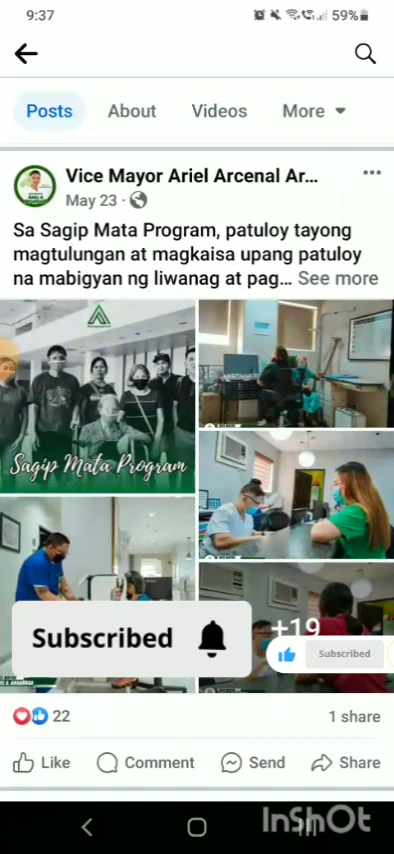 9:37
59%
Posts
About
Videos
More
Vice Mayor Ariel Arcenal Ar...
May 23
Sa Sagip Mata Program, patuloy tayong
magtulungan at magkaisa upang patuloy
na mabigyan ng liwanag at pag... See more
Sagip Mata Program
+19
Subscribed
Subscribed
22
1 share
Like
Comment
Send
Share
InShOt